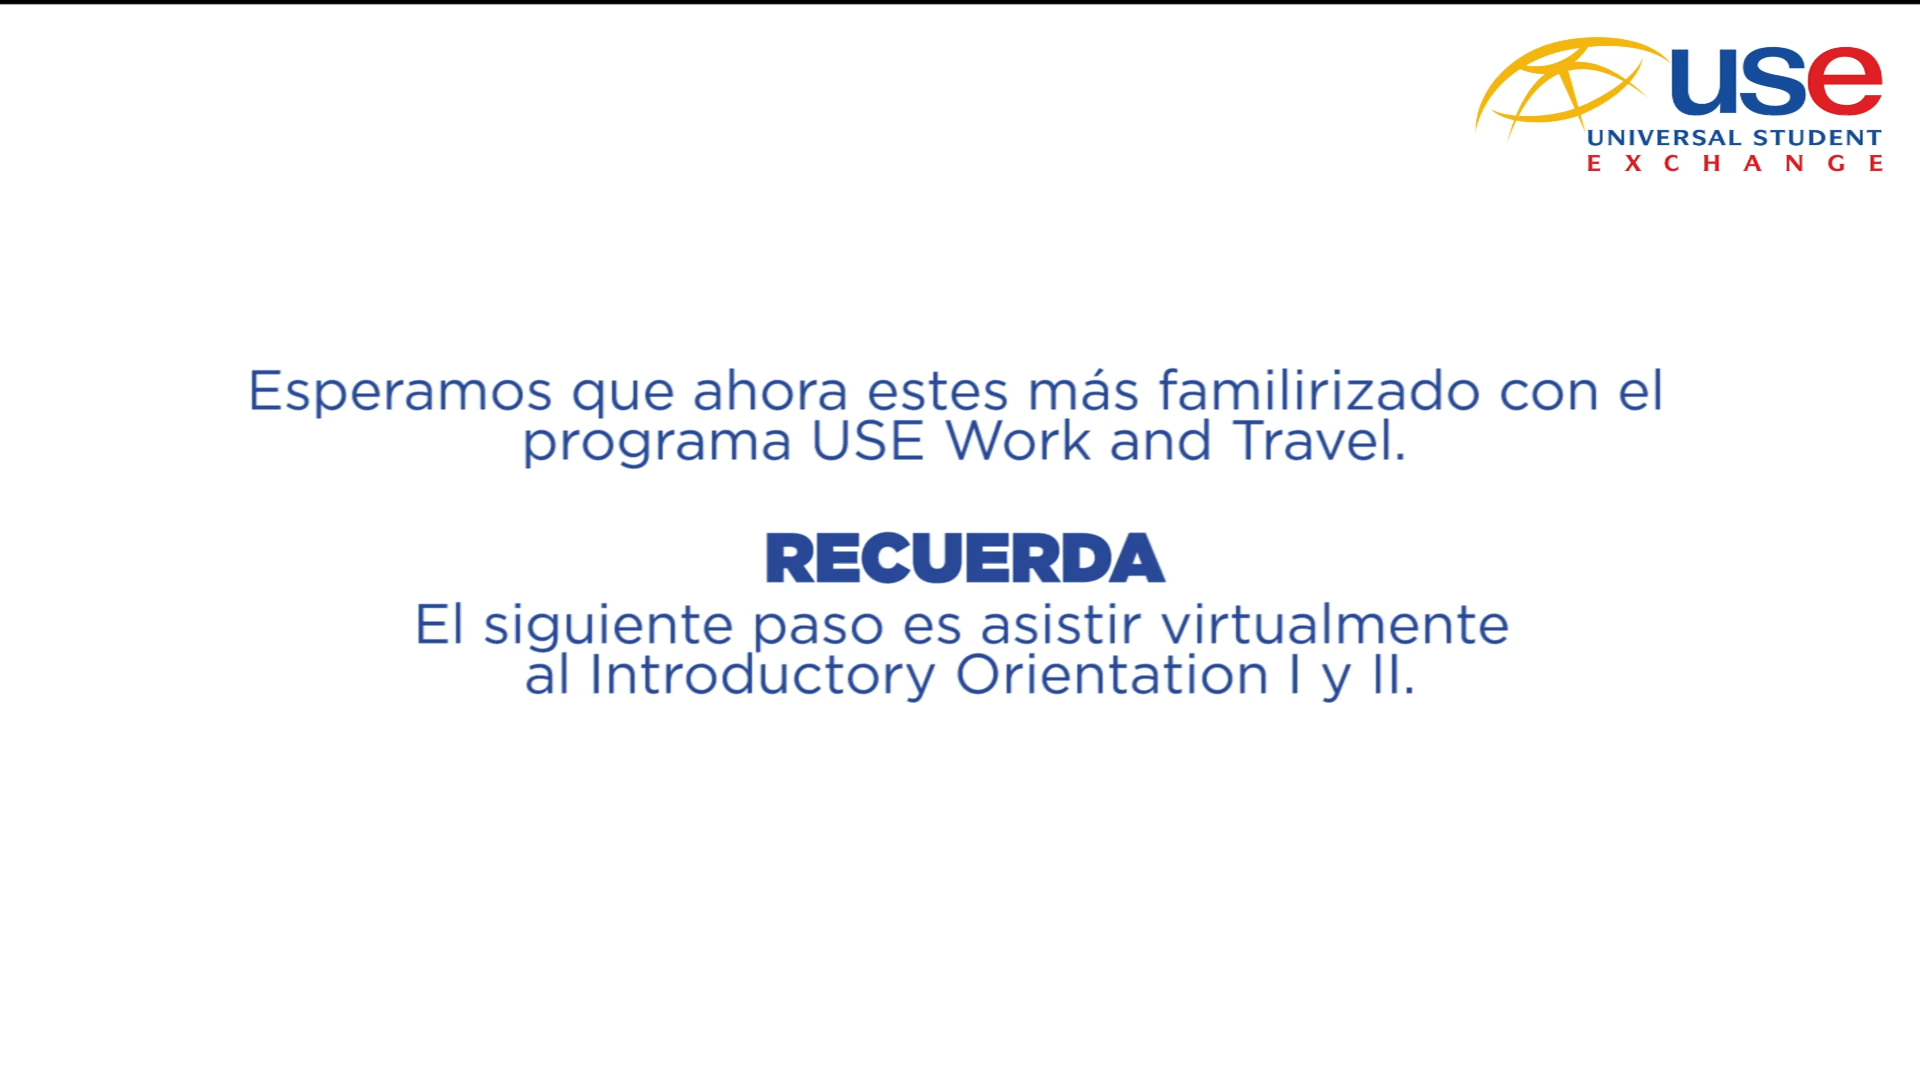 use
UNIVERSAL STUDENT
EXCHANGE
Esperamos que ahora estes más familirizado con el
programa USE Work and Travel.
RECUERDA
El siguiente paso es asistir virtualmente
al Introductory Orientation I y II.